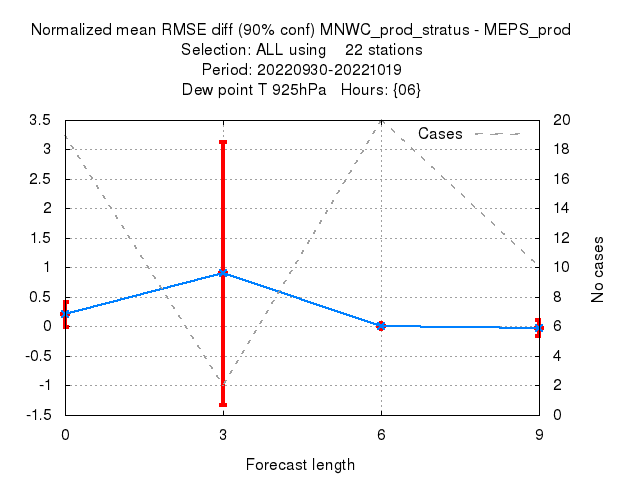 Normalized mean RMSE diff (90% conf) MNWC_prod_stratus - MEPS_prod
Selection: ALL using 22 stations
Period: 20220930-20221019
Dew point T 925hPa Hours: {06}
Cases
3.5
3
2.5
2
1.5
1
0.5
0
-0.5
-1
-1.5
20
18
16
14
12
10
8
6
4
2
0
No cases
0 3 6 9
Forecast length